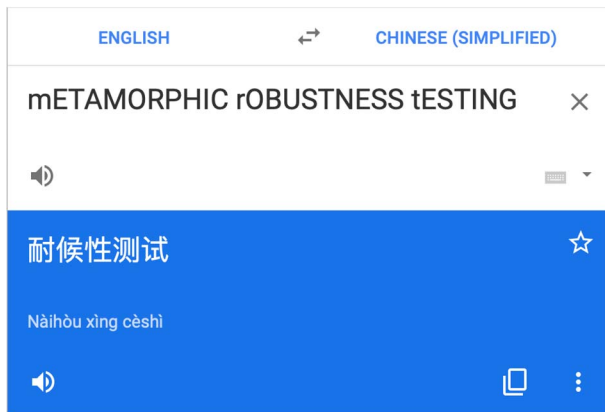 ENGLISH CHINESE (SIMPLIFIED)
mETAMORPHIC rOBUSTNESS tESTING
耐候性测试
Nàihòu xìng cèshì